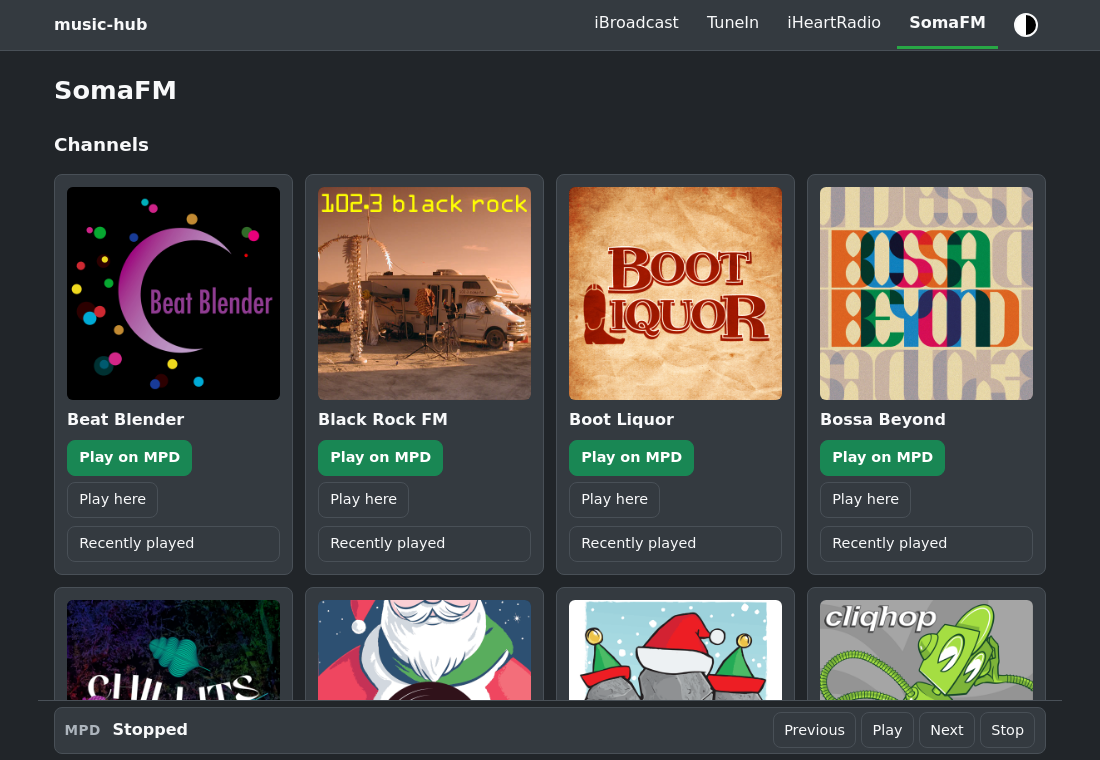 music-hub
iBroadcast TuneIn iHeartRadio SomaFM
SomaFM
Channels
Beat Blender
102.3 black rock
BOOT
LIQUOR
BOSSA
BEYOND
Beat Blender
Black Rock FM
Boot Liquor
Bossa Beyond
Play on MPD
Play on MPD
Play on MPD
Play on MPD
Play here
Play here
Play here
Play here
Recently played
Recently played
Recently played
Recently played
CHILLITS
cliqhop
MPD Stopped
Previous Play Next Stop